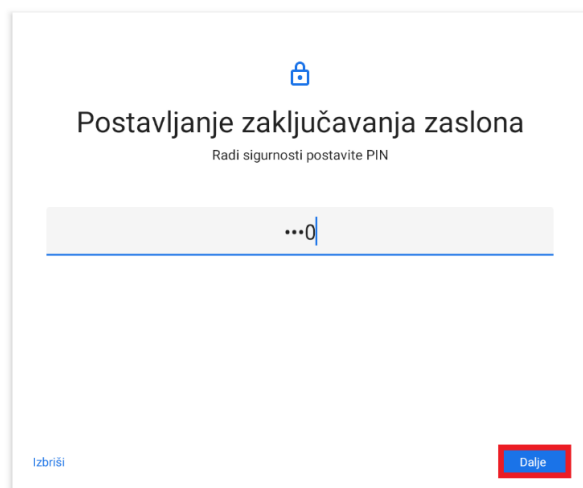 Postavljanje zaključavanja zaslona
Radi sigurnosti postavite PIN
•••0
Izbriši
Dalje